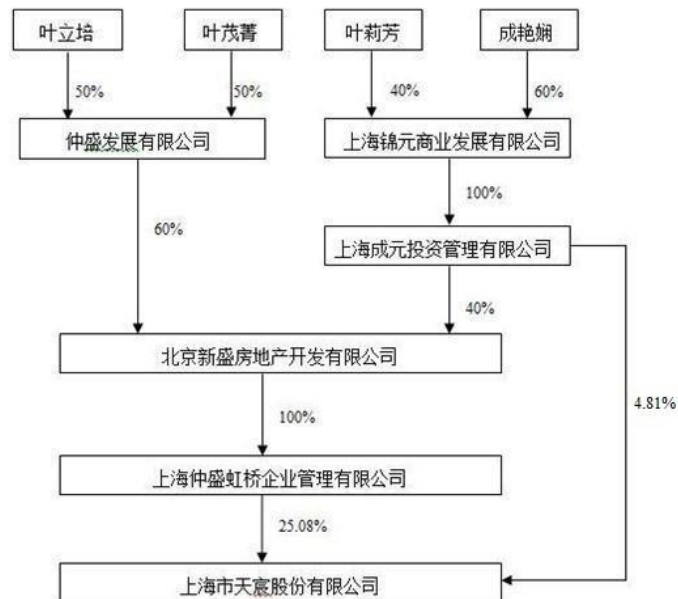 叶立培
叶茂菁
叶莉芳
成艳娴
50%
50%
40%
60%
仲盛发展有限公司
上海锦元商业发展有限公司
100%
60%
上海成元投资管理有限公司
40%
北京新盛房地产开发有限公司
4.81%
100%
上海仲盛虹桥企业管理有限公司
25.08%
上海市天宸股份有限公司